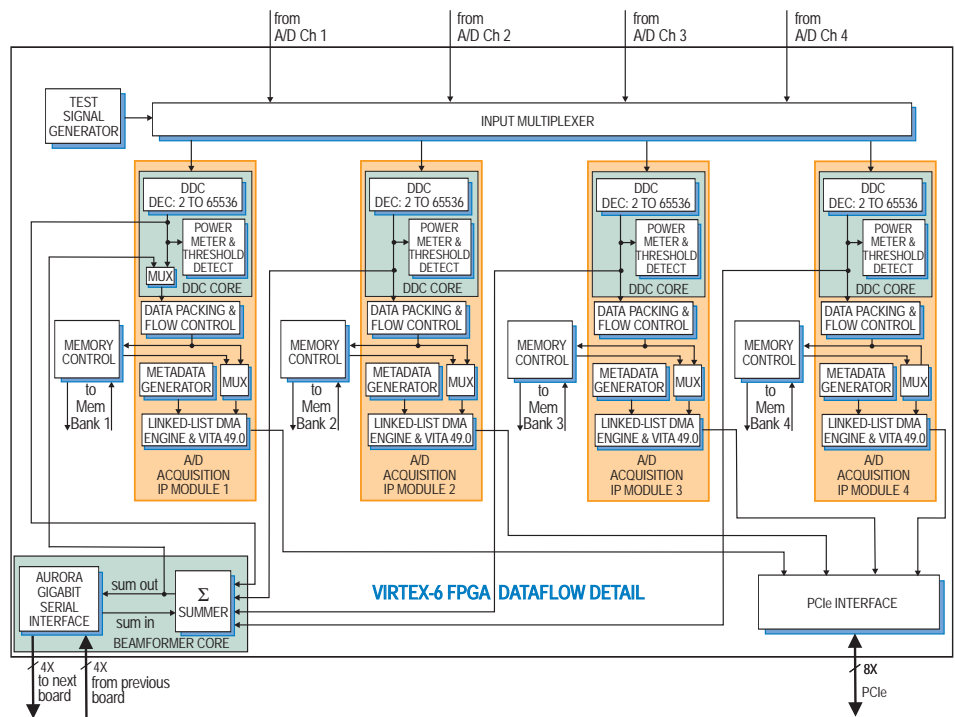 from
A/D Ch 1
from
A/D Ch 2
from
A/D Ch 3
from
A/D Ch 4
TEST
SIGNAL
GENERATOR
INPUT MULTIPLEXER
DDC
DEC: 2 TO 65536
POWER
METER &
THRESHOLD
DETECT
MUX
DDC CORE
DATA PACKING &
FLOW CONTROL
MEMORY
CONTROL
METADATA
GENERATOR
MUX
to
Mem
Bank 1
LINKED-LIST DMA
ENGINE & VITA 49.0
A/D
ACQUISITION
IP MODULE 1
DDC
DEC: 2 TO 65536
POWER
METER &
THRESHOLD
DETECT
DDC CORE
DATA PACKING &
FLOW CONTROL
MEMORY
CONTROL
METADATA
GENERATOR
MUX
to
Mem
Bank 2
LINKED-LIST DMA
ENGINE & VITA 49.0
A/D
ACQUISITION
IP MODULE 2
DDC
DEC: 2 TO 65536
POWER
METER &
THRESHOLD
DETECT
DDC CORE
DATA PACKING &
FLOW CONTROL
MEMORY
CONTROL
METADATA
GENERATOR
MUX
to
Mem
Bank 3
LINKED-LIST DMA
ENGINE & VITA 49.0
A/D
ACQUISITION
IP MODULE 3
DDC
DEC: 2 TO 65536
POWER
METER &
THRESHOLD
DETECT
DDC CORE
DATA PACKING &
FLOW CONTROL
MEMORY
CONTROL
METADATA
GENERATOR
MUX
to
Mem
Bank 4
LINKED-LIST DMA
ENGINE & VITA 49.0
A/D
ACQUISITION
IP MODULE 4
AURORA
GIGABIT
SERIAL
INTERFACE
sum out
sum in
Σ
SUMMER
BEAMFORMER CORE
VIRTEX-6 FPGA DATAFLOW DETAIL
PCIe INTERFACE
4X
to next
board
4X
from previous
board
8X
PCIe